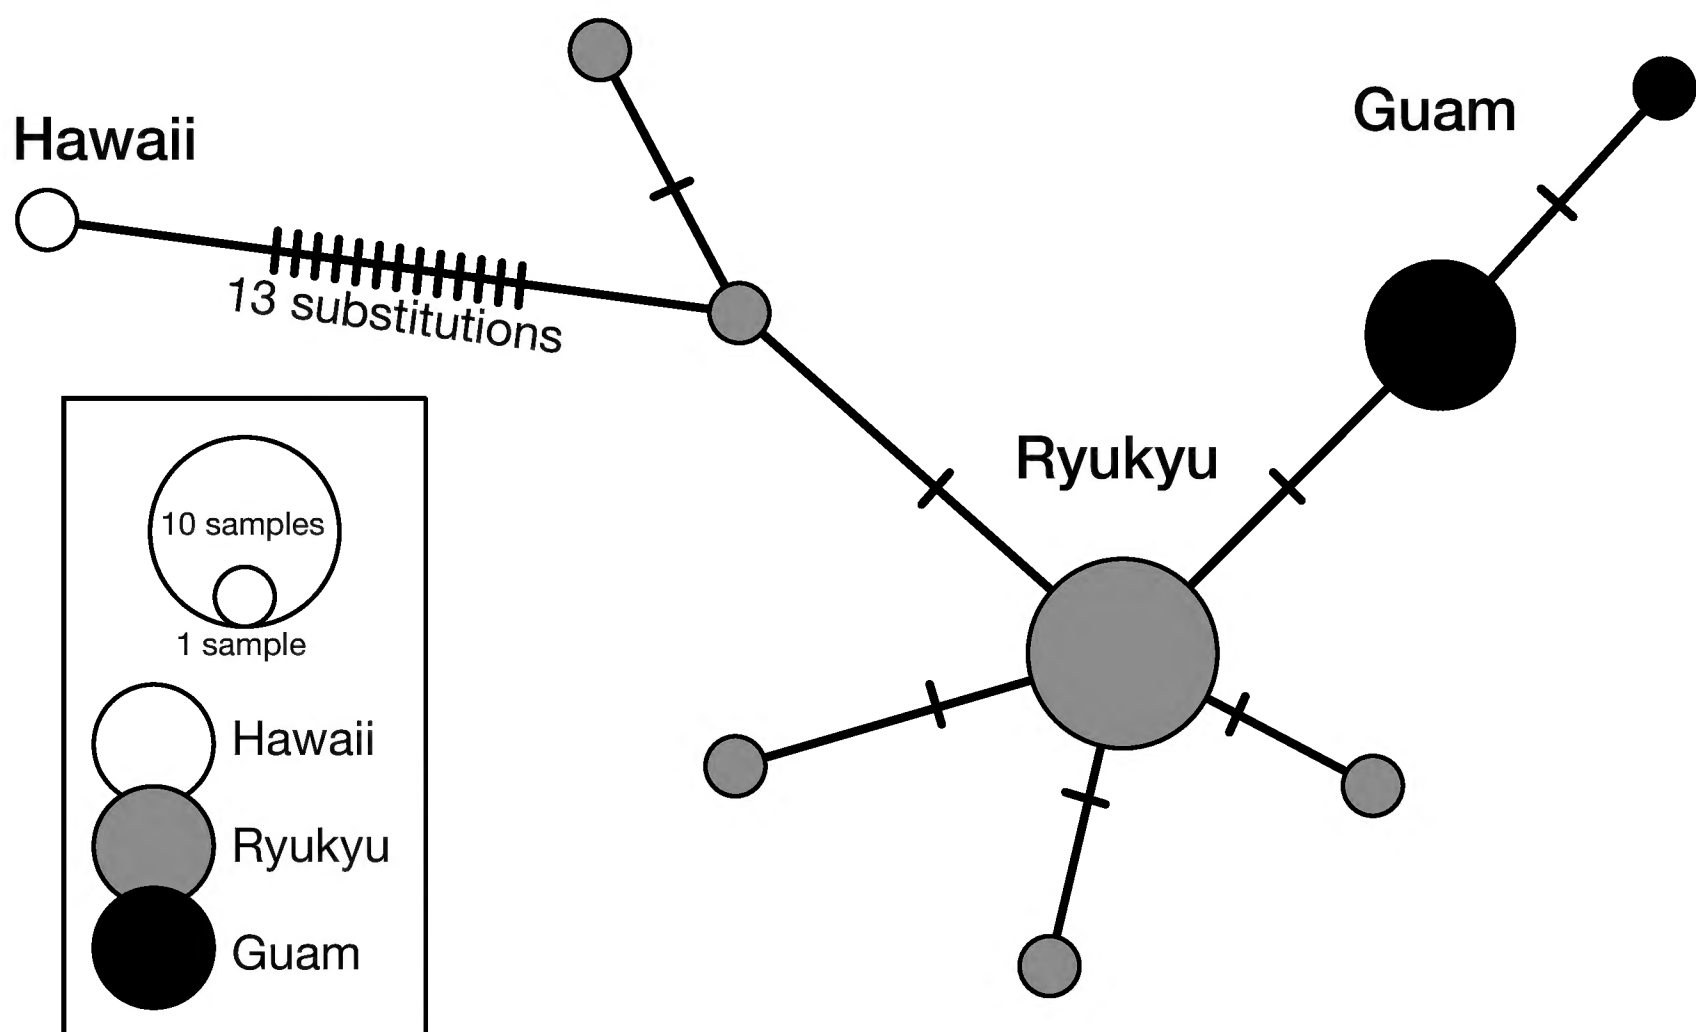 Hawaii
Guam
13 substitutions
Ryukyu
10 samples
1 sample
Hawaii
Ryukyu
Guam